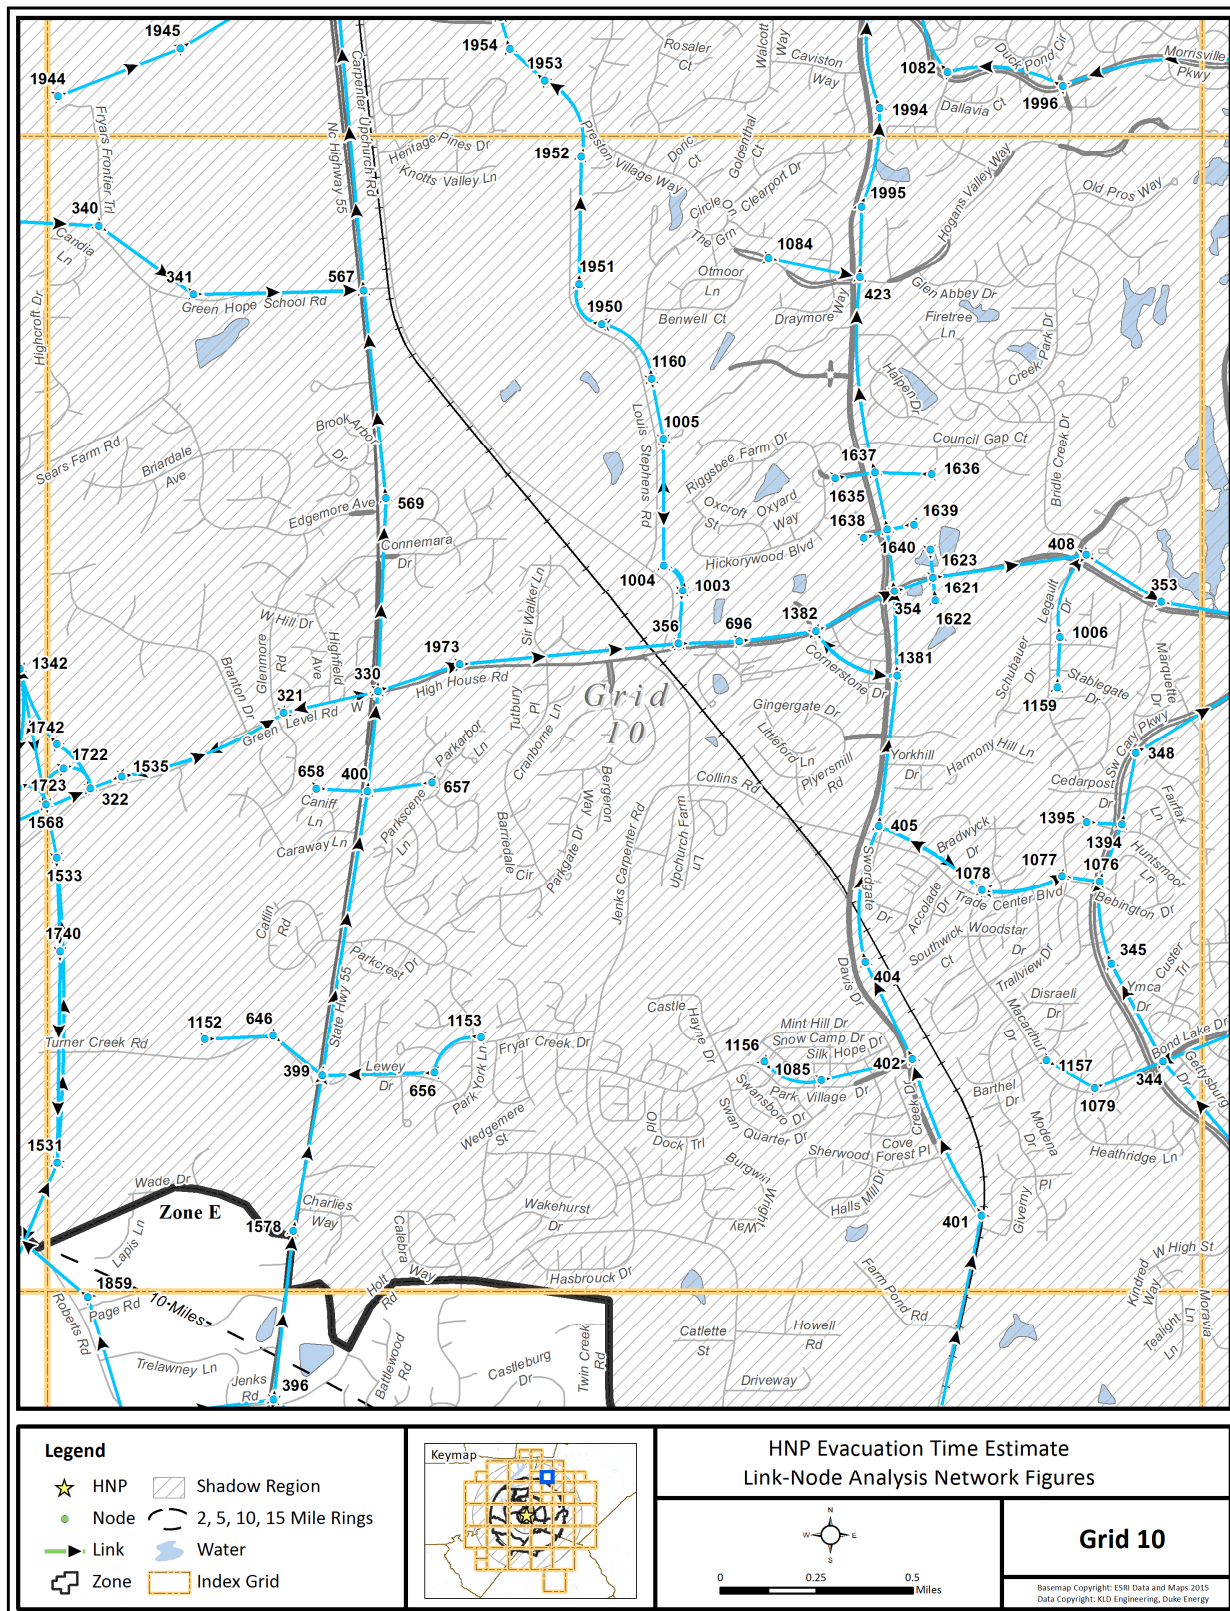 1945
1954
1953
1944
Rosaler
Ct
Walcott
Way
Caviston
Way
1082
Duck Pond Cir
Morrisville
Pkwy
1996
Dallavia Ct
1994
Carpenter Upchurch Rd
Nc Highway 55
Fryars Frontier Trl
Heritage Pines Dr
Knotts Valley Ln
1952
Preston Village Way
Doric
Ct
Goldenthal
Ct
Clearport Dr
Circle On
The Grn
1995
Hogans Valley Way
Old Pros Way
340
Candia
Ln
341
567
Green Hope School Rd
1951
1950
1084
Otmoor
Ln
423
Glen Abbey Dr
Benwell Ct
Draymore
Way
Firetree
Ln
Highcroft Dr
1160
Creek Park Dr
Halpen Dr
1005
Louis Stephens Rd
Brook Arbor
Dr
Sears Farm Rd
Briardale
Ave
Riggsbee Farm Dr
Council Gap Ct
Bridle Creek Dr
1637
1636
1635
Oxcroft
St
Oxyard
Way
Edgemore Ave
569
1638
1639
1640
Connemara
Dr
Hickorywood Blvd
1623
408
1004
1003
1621
353
354
1622
Sir Walker Ln
W Hill Dr
356
696
1382
Legault
Dr
1006
Glenmore
Rd
Highfield
Ave
1973
Cornerstone Dr
1381
Schubauer
Dr
Marquette
Dr
Branton Dr
1342
330
High House Rd
Grid
10
Stablegate
Dr
1159
321
Green Level Rd W
Tutbury
Pl
Cranborne Ln
Gingergate Dr
1742
1722
Parkarbor
Ln
Littleford Ln
Sw Cary Pkwy
348
1535
Plyersmill
Rd
Yorkhill
Dr
Harmony Hill Ln
1723
322
658
400
657
Collins Rd
Cedarpost
Dr
Fairfax
Ln
1568
Caniff
Ln
Parkscene
Ln
Bergeron
Way
Caraway Ln
Barriedale
Cir
Parkgate Dr
Jenks Carpenter Rd
Upchurch Farm
Ln
405
Bradwyck
Dr
1395
1394
1533
Swordgate
Dr
1078
1077
1076
Huntsmoor
Ln
Trade Center Blvd
Bebington Dr
Accolade
Dr
Catlin
Rd
1740
Southwick
Ct
Woodstar
Dr
Parkcrest Dr
345
Custer
Trl
Davis Dr
404
Trailview Dr
Ymca
Dr
State Hwy 55
Disraeli
Dr
Castle
Hayne Dr
Macarthur
Dr
1152
646
1153
Mint Hill Dr
Snow Camp Dr
Silk Hope Dr
Bond Lake Dr
Turner Creek Rd
Fryar Creek Dr
1156
1085
402
1157
344
Gettysburg
Dr
399
Lewey
Dr
656
Park York Ln
Swansboro
Dr
Park Village Dr
Creek Dr
Barthel
Dr
1079
Swan
Quarter Dr
Wedgemere
St
Old
Dock Trl
Cove
Sherwood Forest Pl
Modena
Dr
Heathridge Ln
1531
Burgwin
Wright
Way
Wade Dr
Zone E
Charlies
Way
Wakehurst
Dr
Halls Mill Dr
Giverny
Pl
1578
401
Lapis Ln
Calebra
Way
W High St
Hasbrouck Dr
Holt
Rd
Farm Pond Rd
Kindred
Way
1859
Page Rd
10 Miles
Roberts Rd
Moravia
Ln
Tealight
Ln
Catlette
St
Howell
Rd
Trelawney Ln
Battlewood
Rd
Castleburg
Dr
Twin Creek
Rd
Jenks
Rd
396
Driveway
Legend
HNP
Shadow Region
Node
2, 5, 10, 15 Mile Rings
Link
Water
Zone
Index Grid
Keymap
HNP Evacuation Time Estimate
Link-Node Analysis Network Figures
N
W E
S
0 0.25 0.5
Miles
Grid 10
Basemap Copyright: ESRI Data and Maps 2015
Data Copyright: KLD Engineering, Duke Energy